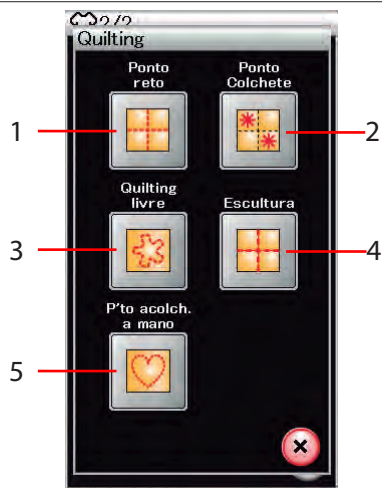 2/2
Quilting
Ponto
reto
Ponto
Colchete
1
2
Quilting
livre
Escultura
3
4
P'to acolch.
a mano
5